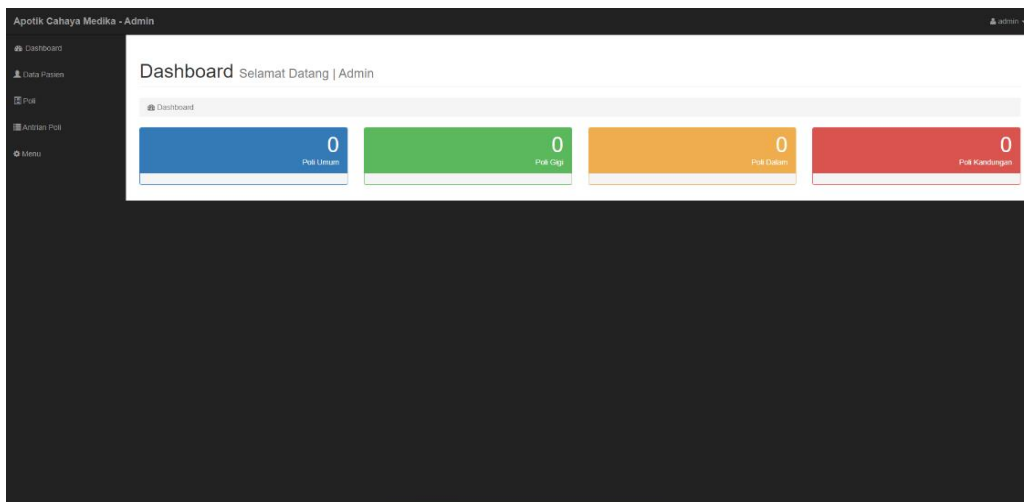 Apotik Cahaya Medika - Admin
admin
Dashboard
Data Pasien
Poli
Antrian Poli
Menu
Dashboard Selamat Datang | Admin
Dashboard
0
Poli Umum
0
Poli Gigi
0
Poli Dalam
0
Poli Kandungan